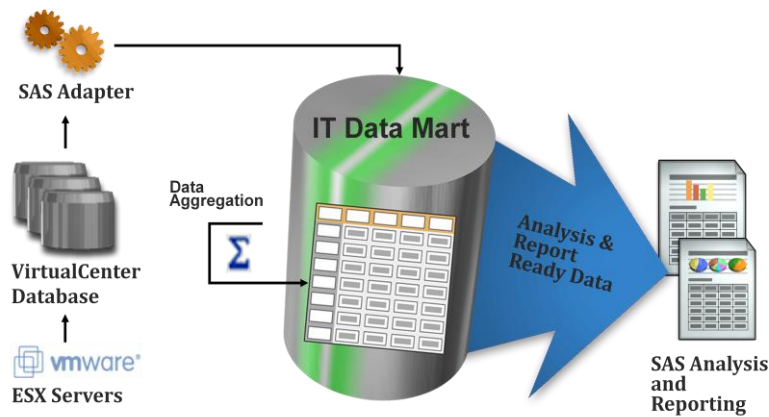 SAS Adapter
IT Data Mart
Data
Aggregation
Σ
VirtualCenter
Database
vmware®
ESX Servers
Analysis &
Report
Ready Data
SAS Analysis
and
Reporting